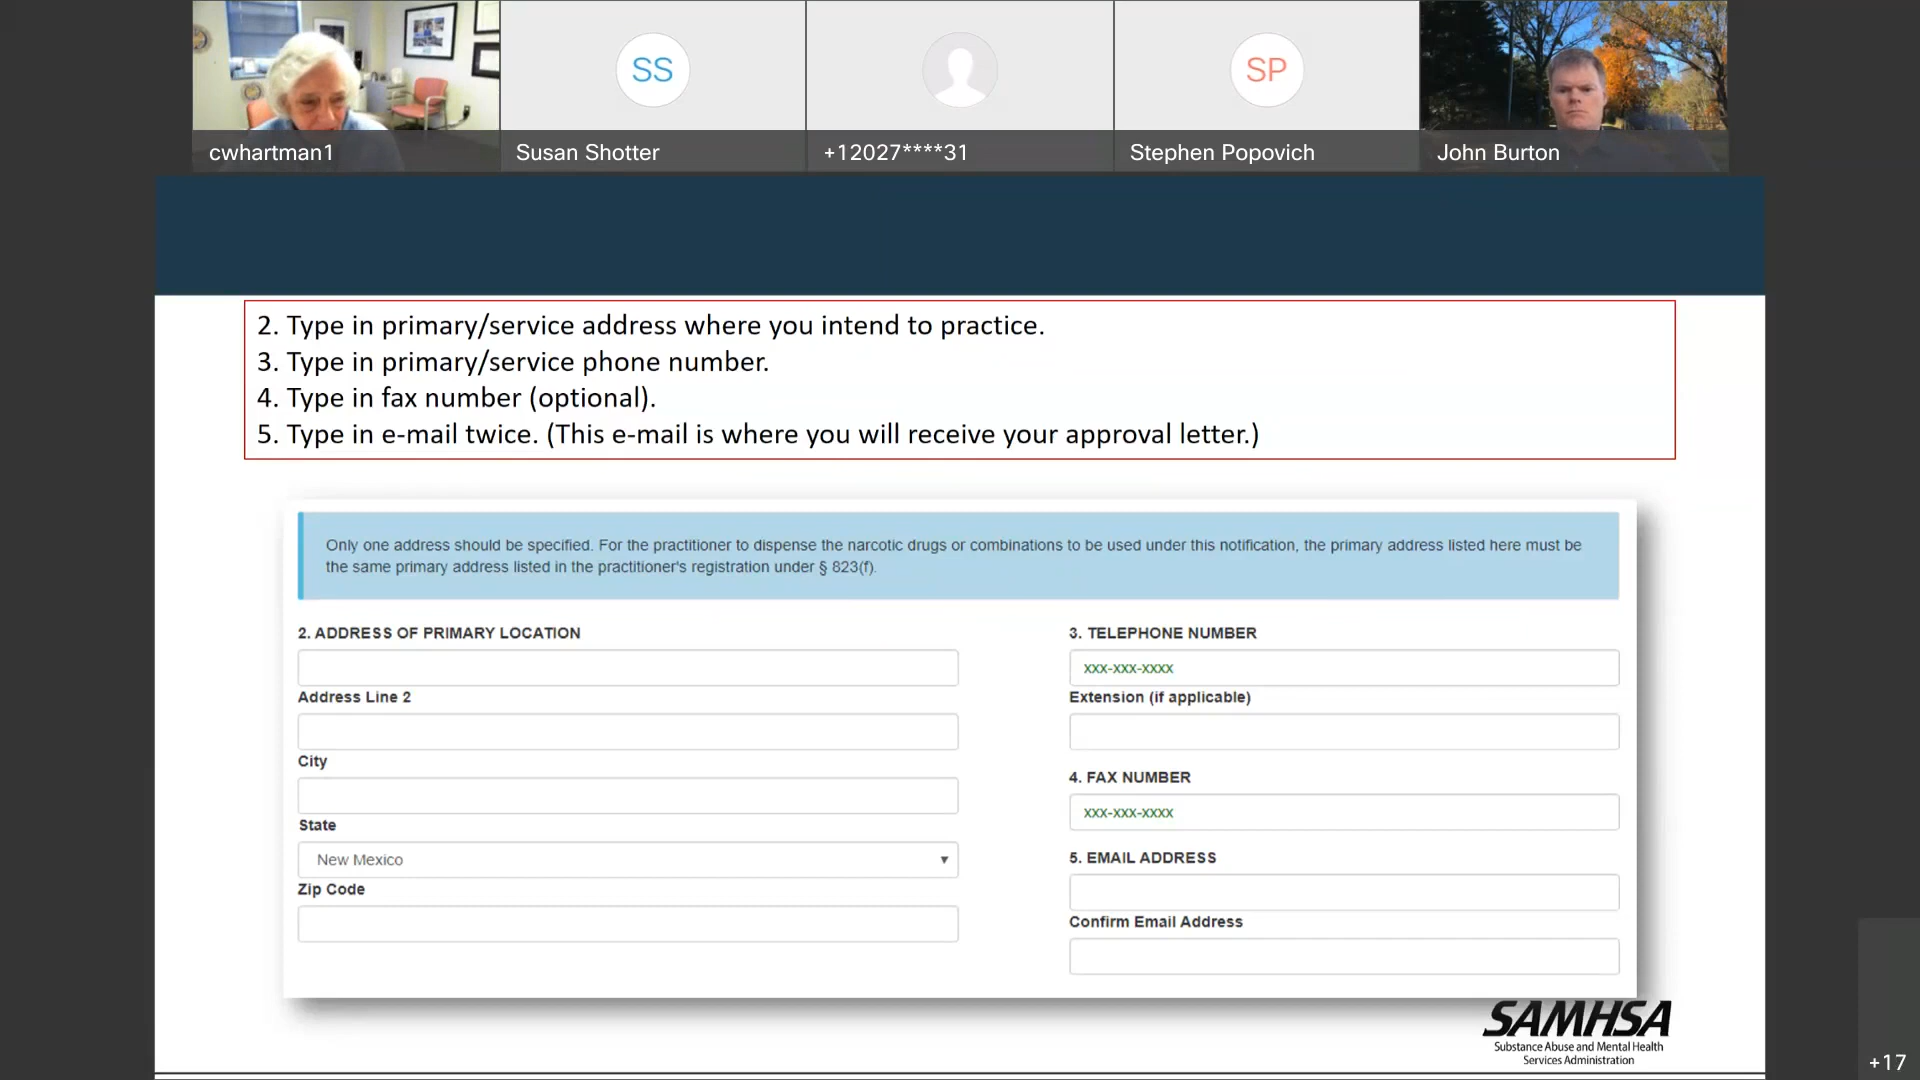 SS
SP
cwhartman1
Susan Shotter
+12027****31
Stephen Popovich
John Burton
2. Type in primary/service address where you intend to practice.
3. Type in primary/service phone number.
4. Type in fax number (optional).
5. Type in e-mail twice. (This e-mail is where you will receive your approval letter.)
Only one address should be specified. For the practitioner to dispense the narcotic drugs or combinations to be used under this notification, the primary address listed here must be
the same primary address listed in the practitioner's registration under § 823(f).
2. ADDRESS OF PRIMARY LOCATION
Address Line 2
City
State
New Mexico
Zip Code
3. TELEPHONE NUMBER
xxx-xxx-xxxx
Extension (if applicable)
4. FAX NUMBER
xxx-xxx-xxxx
5. EMAIL ADDRESS
Confirm Email Address
SAMHSA
Substance Abuse and Mental Health
Services Administration
+17